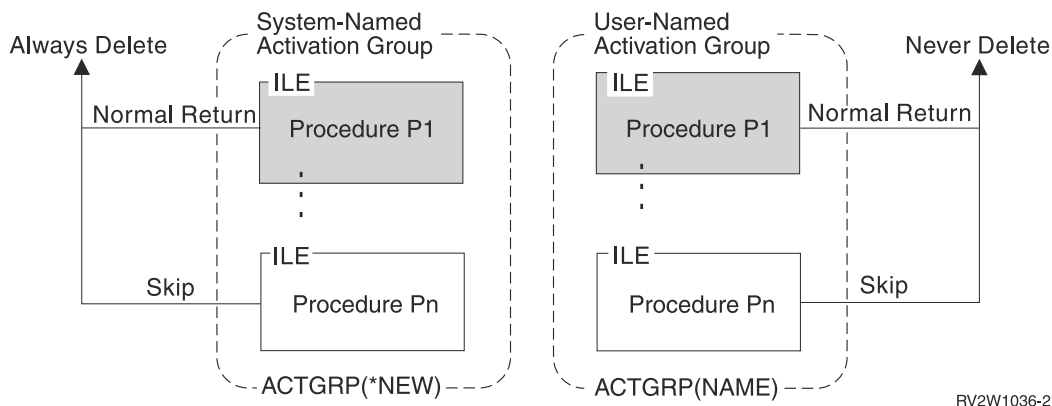 System-Named
Activation Group
User-Named
Activation Group
Always Delete
Never Delete
ILE
Procedure P1
Normal Return
ILE
Procedure P1
Normal Return
ILE
Procedure Pn
Skip
ILE
Procedure Pn
Skip
ACTGRP(*NEW)
ACTGRP(NAME)
RV2W1036-2